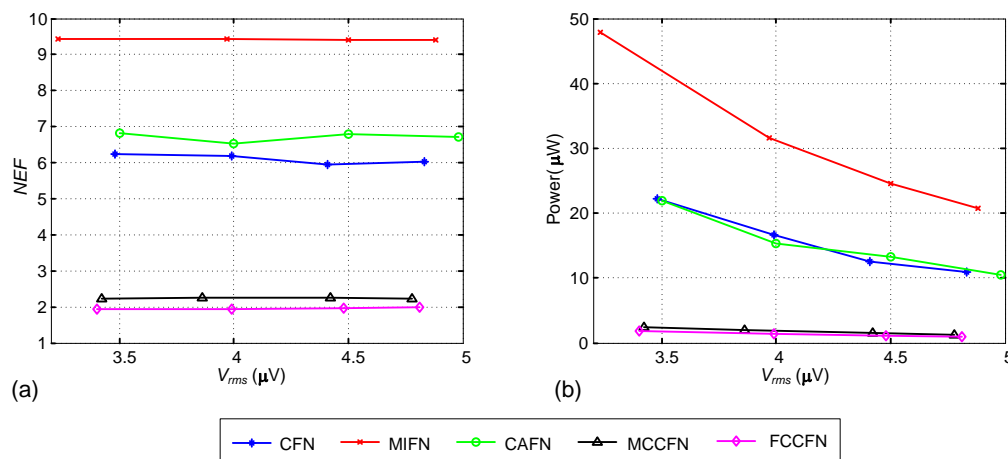 10
9
8
7
6
5
4
3
2
1
NEF
3.5 4 4.5 5
V_rms (μV)
(a)
50
40
30
20
10
0
Power(μW)
3.5 4 4.5 5
V_rms (μV)
(b)
CFN MIFN CAFN MCCFN FCCFN